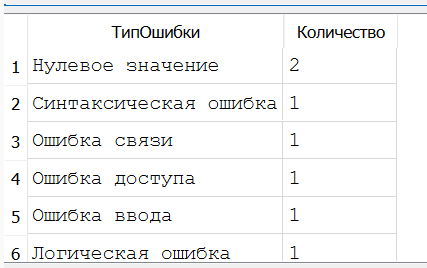 ТипОшибки Количество
1 Нулевое значение 2
2 Синтаксическая ошибка 1
3 Ошибка связи 1
4 Ошибка доступа 1
5 Ошибка ввода 1
6 Логическая ошибка 1